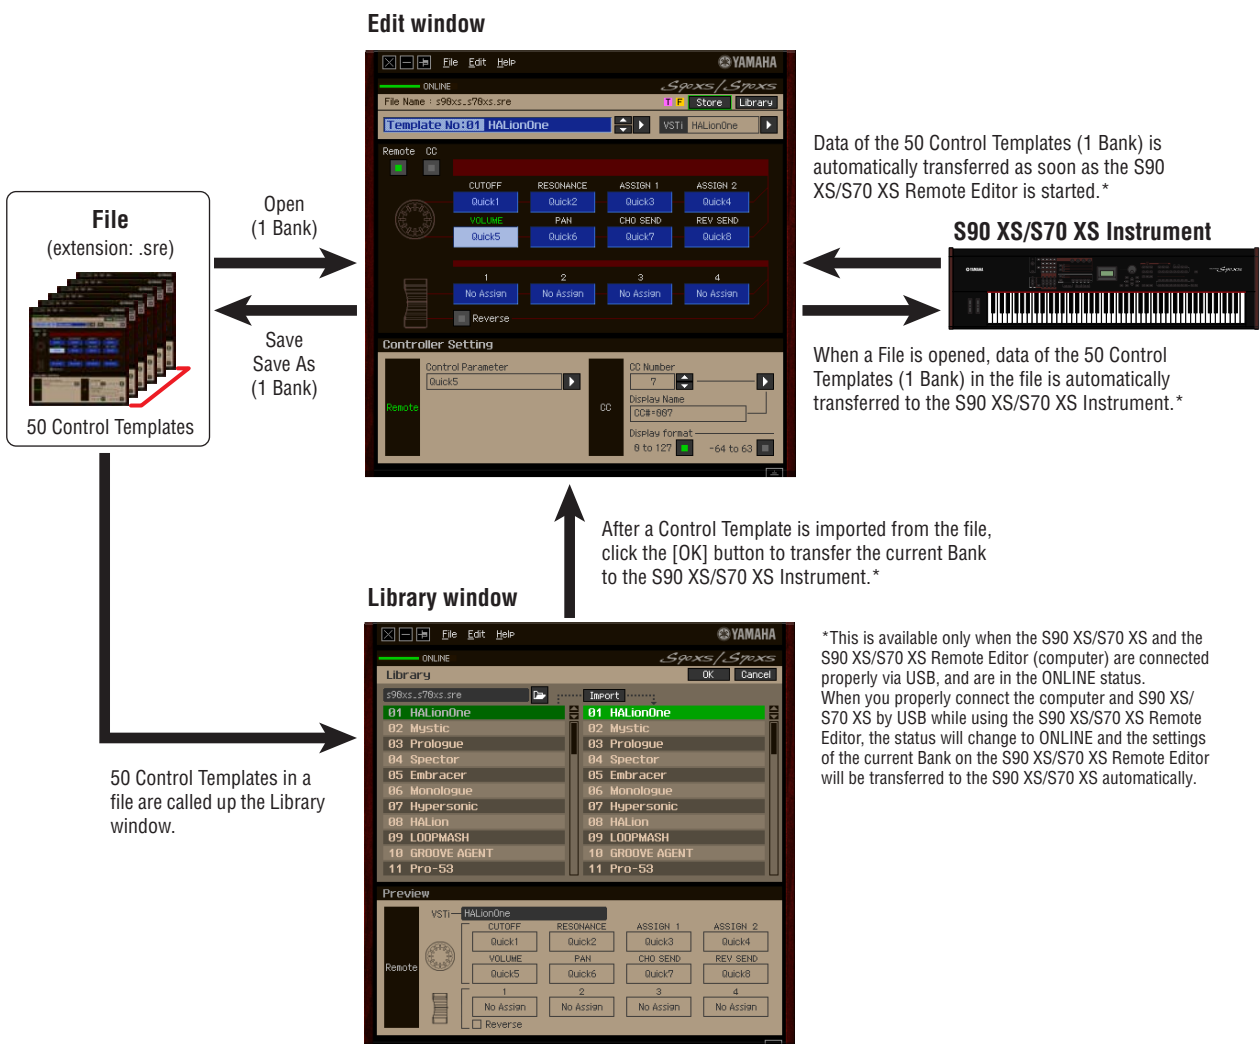 Edit window
File Edit Help
YAMAHA
ONLINE
S90XS/S70XS
File Name : s90xs_s70xs.sre
T F Store Library
Template No:01 HALionOne
VSTi HALionOne
Remote CC
CUTOFF RESONANCE ASSIGN 1 ASSIGN 2
Quick1 Quick2 Quick3 Quick4
VOLUME PAN CHO SEND REV SEND
Quick5 Quick6 Quick7 Quick8
1 2 3 4
No Assign No Assign No Assign No Assign
Reverse
Controller Setting
Control Parameter
Quick5
Remote
CC
CC Number
7
Display Name
CC#=007
Display format
0 to 127 -64 to 63
File
(extension: .sre)
50 Control Templates
Open
(1 Bank)
Save
Save As
(1 Bank)
Data of the 50 Control Templates (1 Bank) is
automatically transferred as soon as the S90
XS/S70 XS Remote Editor is started.*
S90 XS/S70 XS Instrument
YAMAHA
S90XS
When a File is opened, data of the 50 Control
Templates (1 Bank) in the file is automatically
transferred to the S90 XS/S70 XS Instrument.*
After a Control Template is imported from the file,
click the [OK] button to transfer the current Bank
to the S90 XS/S70 XS Instrument.*
Library window
File Edit Help
YAMAHA
ONLINE
S90XS/S70XS
Library
OK Cancel
s90xs_s70xs.sre
Import
01 HALionOne 01 HALionOne
02 Mystic 02 Mystic
03 Prologue 03 Prologue
04 Spector 04 Spector
05 Embracer 05 Embracer
06 Monologue 06 Monologue
07 Hypersonic 07 Hypersonic
08 HALion 08 HALion
09 LOOPMASH 09 LOOPMASH
10 GROOVE AGENT 10 GROOVE AGENT
11 Pro-53 11 Pro-53
Preview
VSTi HALionOne
Remote
CUTOFF RESONANCE ASSIGN 1 ASSIGN 2
Quick1 Quick2 Quick3 Quick4
VOLUME PAN CHO SEND REV SEND
Quick5 Quick6 Quick7 Quick8
1 2 3 4
No Assign No Assign No Assign No Assign
Reverse
50 Control Templates in a
file are called up the Library
window.
*This is available only when the S90 XS/S70 XS and the
S90 XS/S70 XS Remote Editor (computer) are connected
properly via USB, and are in the ONLINE status.
When you properly connect the computer and S90 XS/
S70 XS by USB while using the S90 XS/S70 XS Remote
Editor, the status will change to ONLINE and the settings
of the current Bank on the S90 XS/S70 XS Remote Editor
will be transferred to the S90 XS/S70 XS automatically.